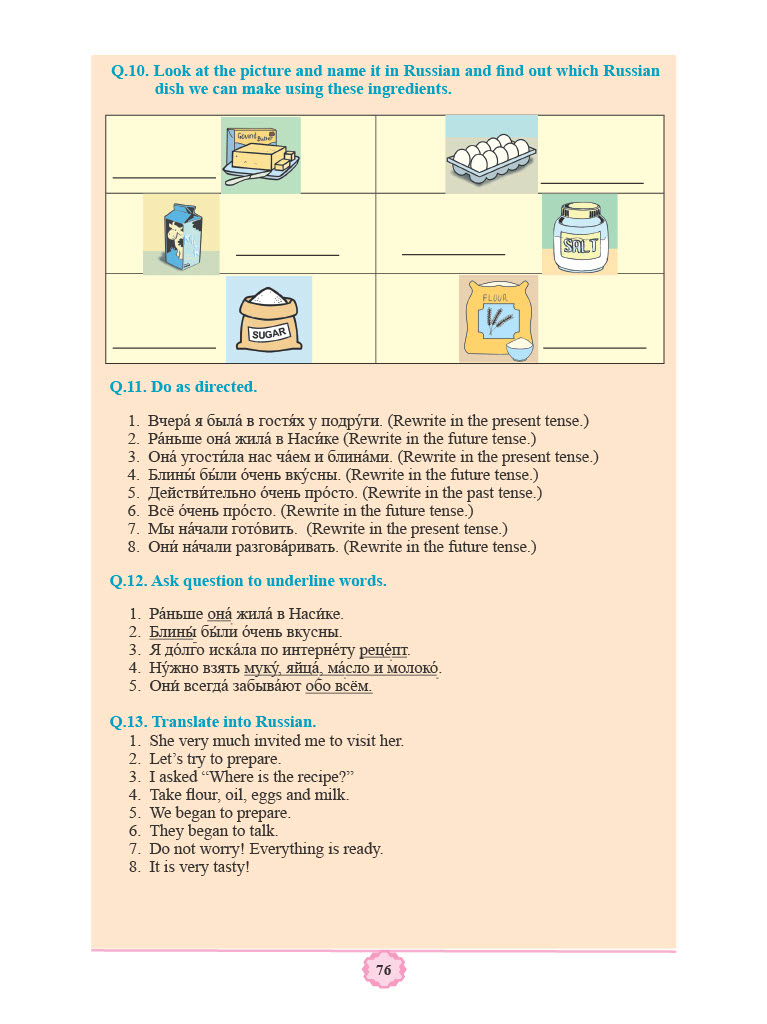 Q.10. Look at the picture and name it in Russian and find out which Russian
dish we can make using these ingredients.
Govind
Butter
SALT
SUGAR
FLOUR
Q.11. Do as directed.
1. Вчера́ я была́ в гостя́х у подру́ги. (Rewrite in the present tense.)
2. Ра́ньше она́ жила́ в Наси́ке (Rewrite in the future tense.)
3. Она́ угости́ла нас ча́ем и блина́ми. (Rewrite in the present tense.)
4. Блины́ бы́ли о́чень вку́сны. (Rewrite in the future tense.)
5. Действи́тельно о́чень про́сто. (Rewrite in the past tense.)
6. Всё о́чень про́сто. (Rewrite in the future tense.)
7. Мы на́чали гото́вить. (Rewrite in the present tense.)
8. Они́ на́чали разгова́ривать. (Rewrite in the future tense.)
Q.12. Ask question to underline words.
1. Ра́ньше она́ жила́ в Наси́ке.
2. Блины́ бы́ли о́чень вкусны.
3. Я до́лго иска́ла по интерне́ту реце́пт.
4. Ну́жно взять муку́, яйца́, ма́сло и молоко́.
5. Они́ всегда́ забыва́ют обо всём.
Q.13. Translate into Russian.
1. She very much invited me to visit her.
2. Let’s try to prepare.
3. I asked “Where is the recipe?”
4. Take flour, oil, eggs and milk.
5. We began to prepare.
6. They began to talk.
7. Do not worry! Everything is ready.
8. It is very tasty!
76